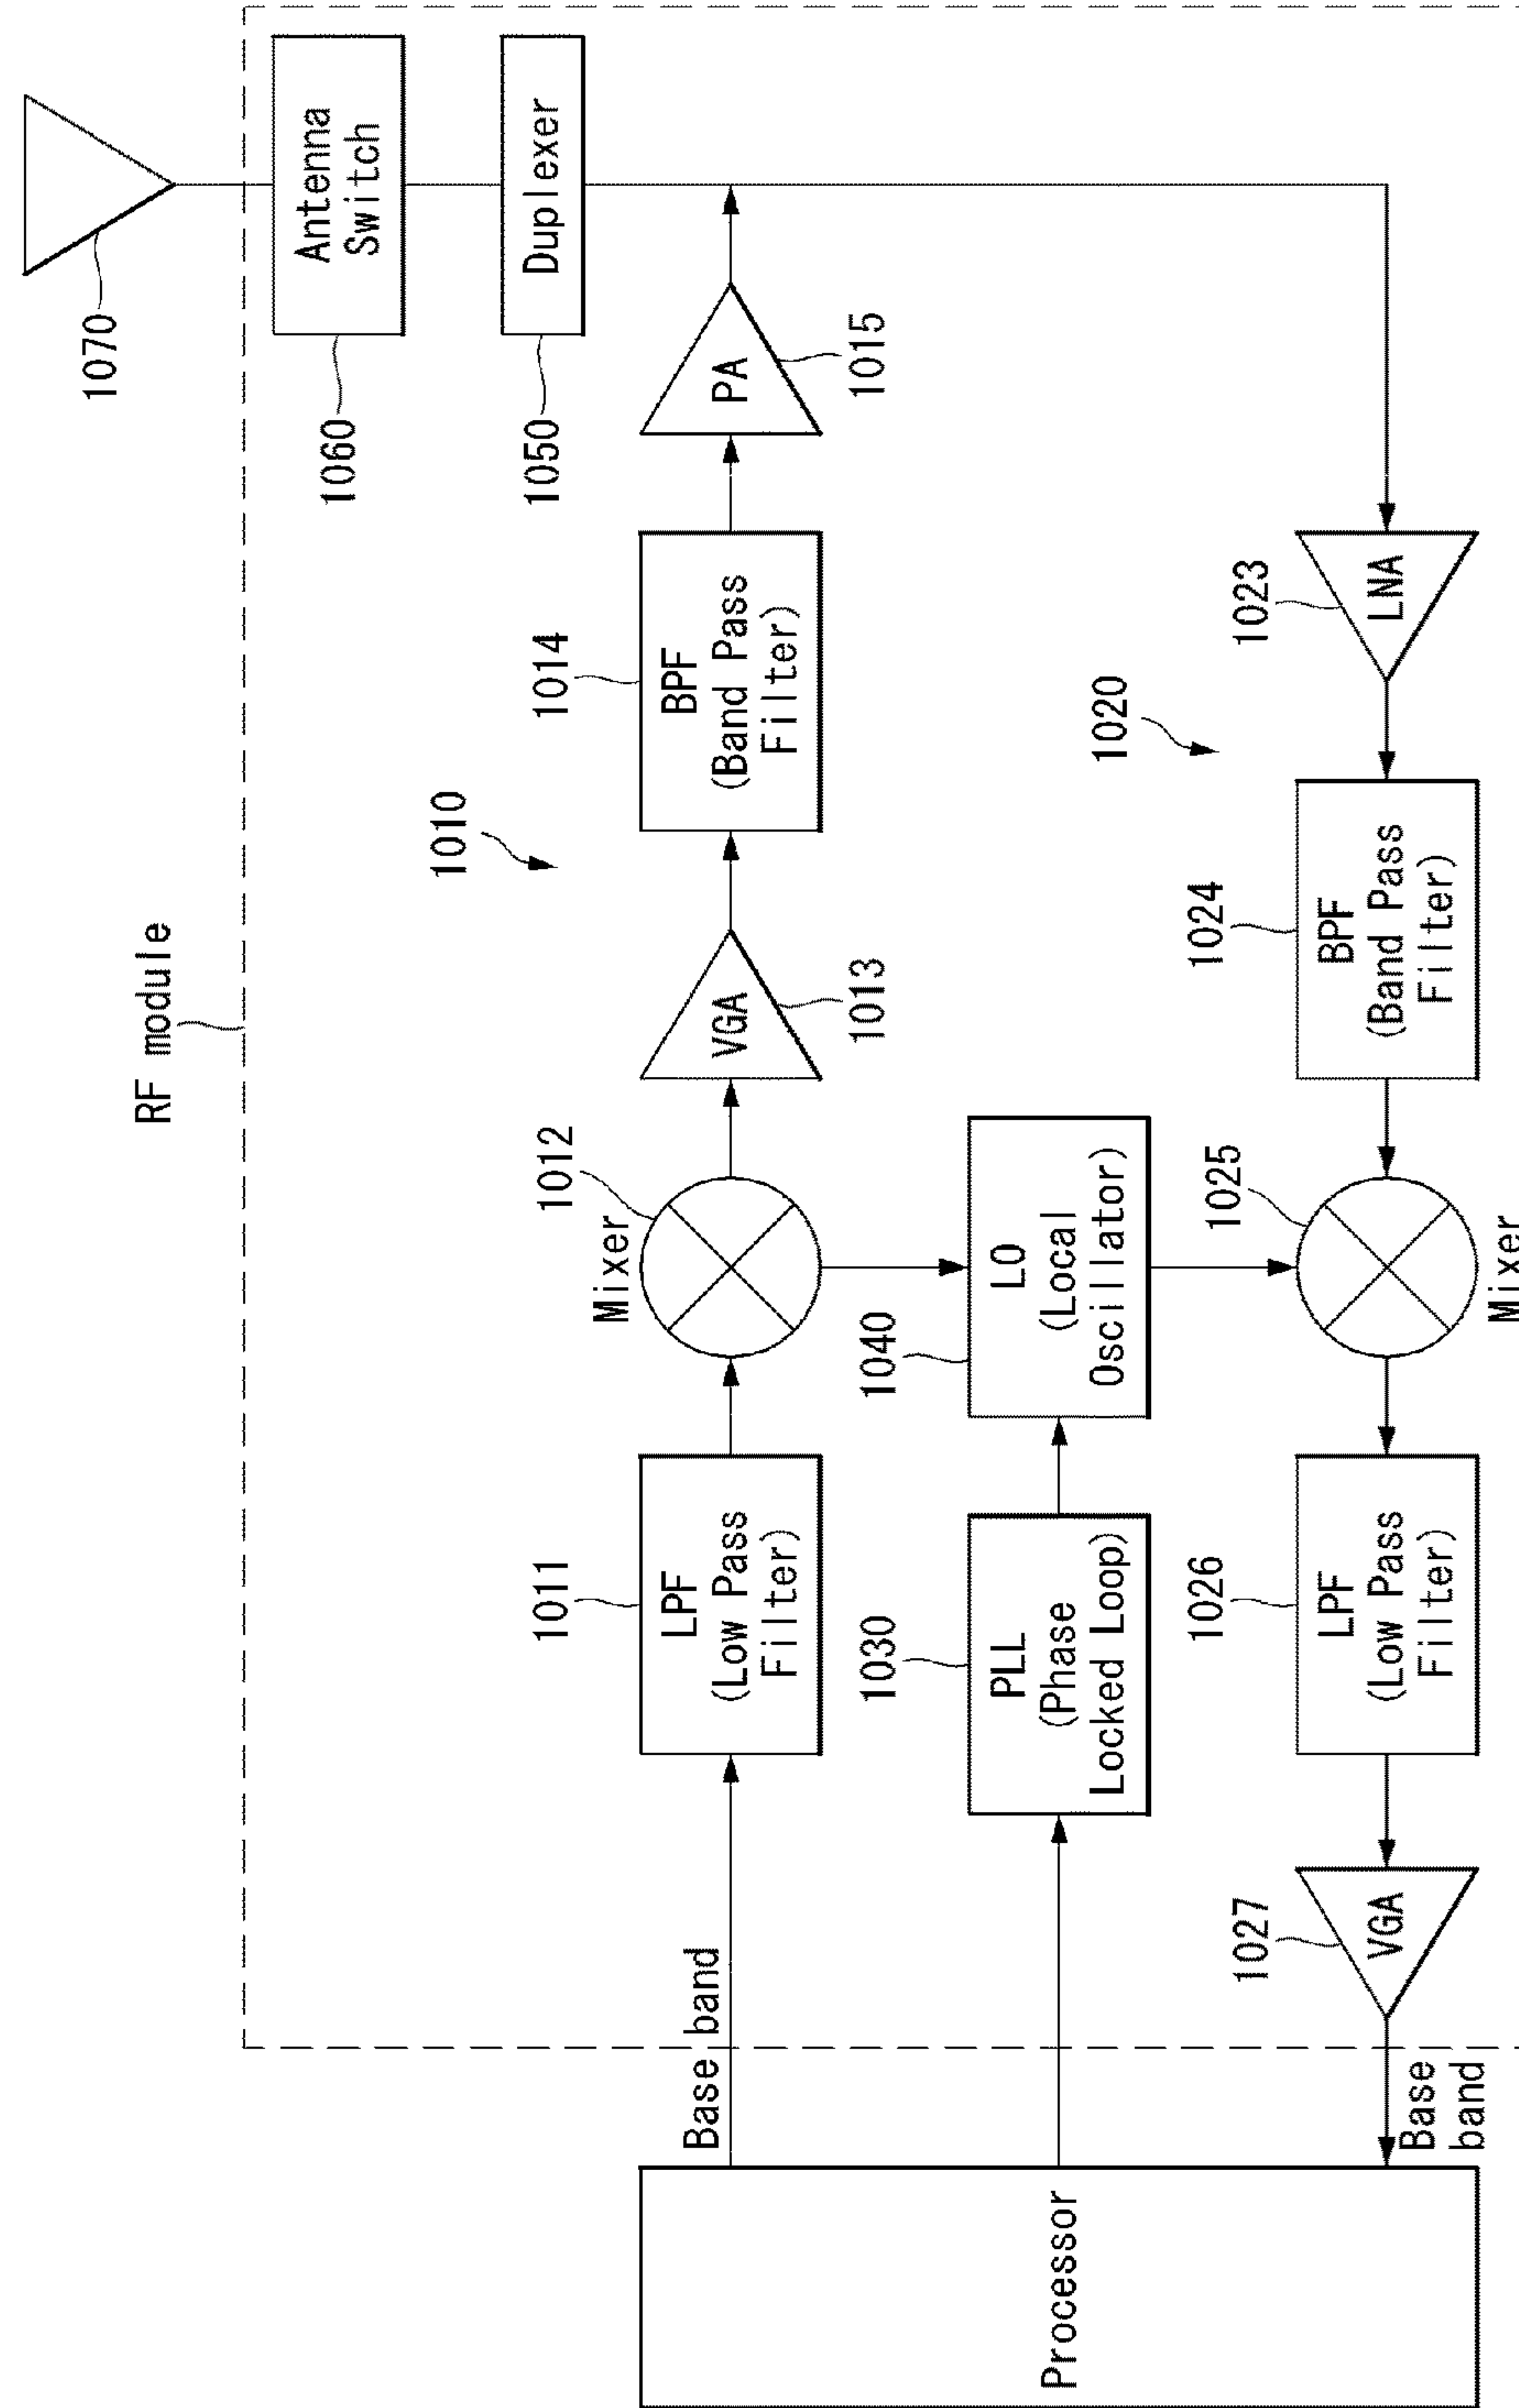 RF module
1070
1060
Antenna
Switch
1050
Duplexer
1010
Base band
1011
LPF
(Low Pass
Filter)
Mixer
1012
VGA
1013
1014
BPF
(Band Pass
Filter)
PA
1015
Processor
1030
PLL
(Phase
Locked Loop)
1040
LO
(Local
Oscillator)
1020
Base
band
1027
VGA
1026
LPF
(Low Pass
Filter)
1025
Mixer
1024
BPF
(Band Pass
Filter)
1023
LNA